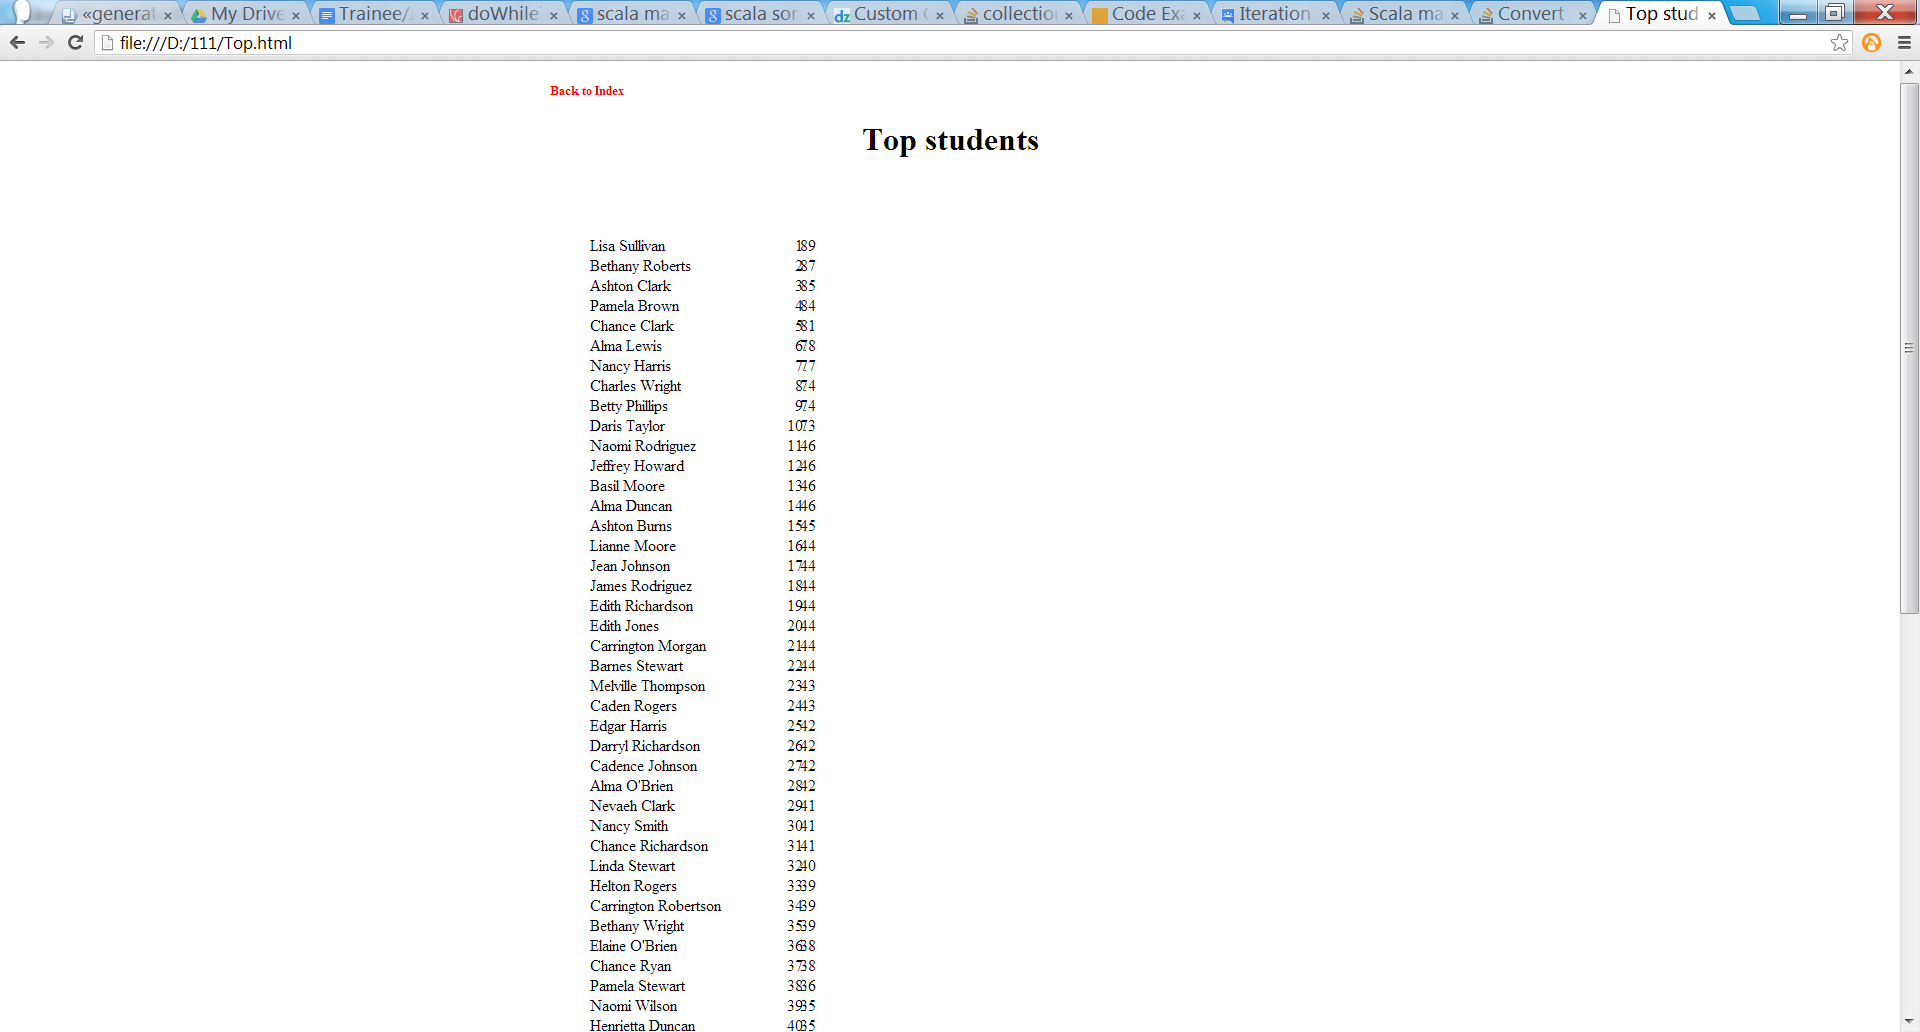 «generat My Drive Trainee/ doWhile scala ma scala sor Custom collection Code Exa Iteration Scala ma Convert Top stud
file:///D:/111/Top.html
Back to Index
Top students
Lisa Sullivan 189
Bethany Roberts 287
Ashton Clark 385
Pamela Brown 484
Chance Clark 581
Alma Lewis 678
Nancy Harris 777
Charles Wright 874
Betty Phillips 974
Daris Taylor 1073
Naomi Rodriguez 1146
Jeffrey Howard 1246
Basil Moore 1346
Alma Duncan 1446
Ashton Burns 1545
Lianne Moore 1644
Jean Johnson 1744
James Rodriguez 1844
Edith Richardson 1944
Edith Jones 2044
Carrington Morgan 2144
Barnes Stewart 2244
Melville Thompson 2343
Caden Rogers 2443
Edgar Harris 2542
Darryl Richardson 2642
Cadence Johnson 2742
Alma O'Brien 2842
Nevaeh Clark 2941
Nancy Smith 3041
Chance Richardson 3141
Linda Stewart 3240
Helton Rogers 3339
Carrington Robertson 3439
Bethany Wright 3539
Elaine O'Brien 3638
Chance Ryan 3738
Pamela Stewart 3836
Naomi Wilson 3935
Henrietta Duncan 4035